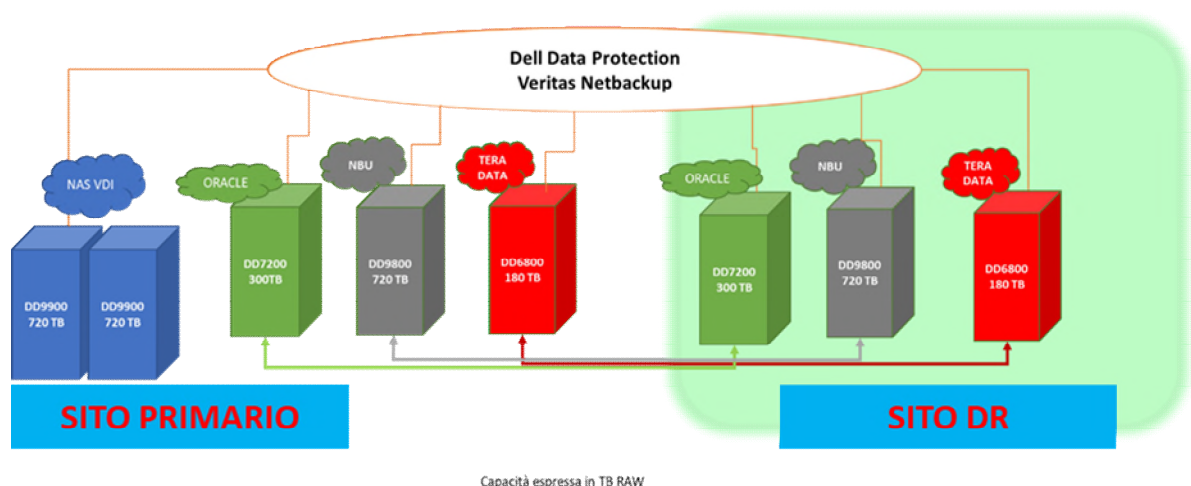 Dell Data Protection
Veritas Netbackup
NAS VDI
ORACLE
NBU
TERA
DATA
ORACLE
NBU
TERA
DATA
DD9900
720 TB
DD9900
720 TB
DD7200
300TB
DD9800
720 TB
DD6800
180 TB
DD7200
300 TB
DD9800
720 TB
DD6800
180 TB
SITO PRIMARIO
SITO DR
Capacità espressa in TB RAW